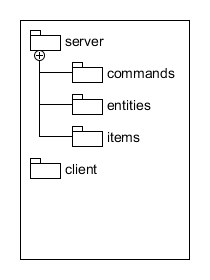 server
commands
entities
items
client